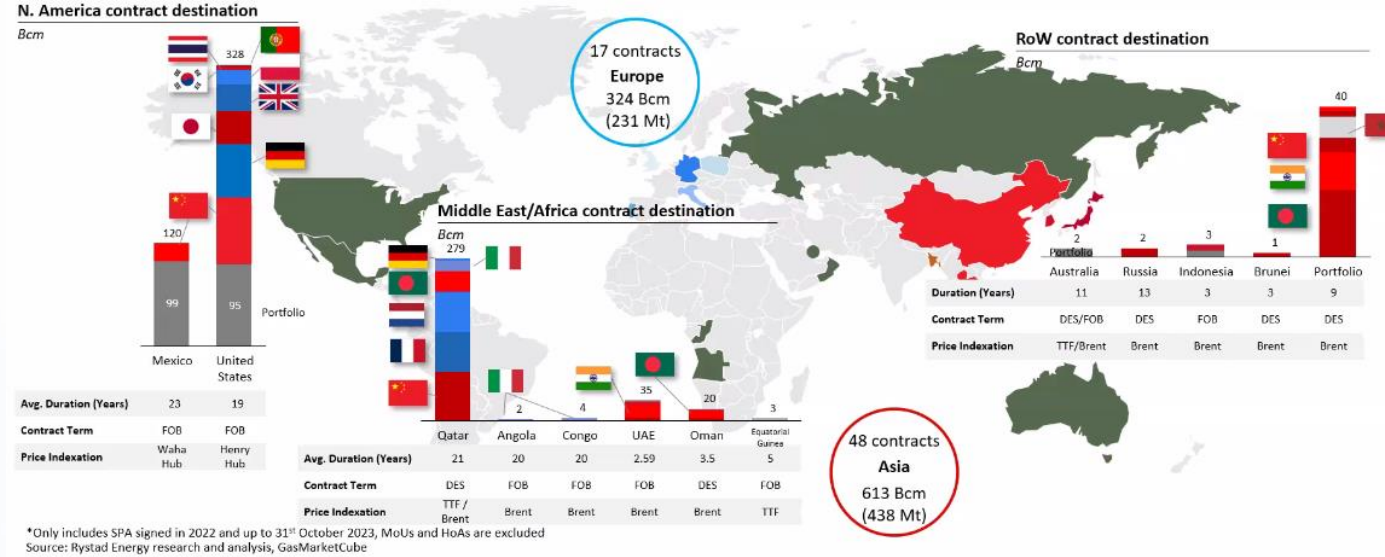 N. America contract destination
Bcm
328
120
99
95
Portfolio
Mexico
United
States
Avg. Duration (Years) 23 19
Contract Term FOB FOB
Price Indexation Waha Hub Henry Hub
17 contracts
Europe
324 Bcm
(231 Mt)
Middle East/Africa contract destination
Bcm
279
2 4 35 20 3
Qatar Angola Congo UAE Oman Equatorial Guinea
Avg. Duration (Years) 21 20 20 2.59 3.5 5
Contract Term DES FOB FOB FOB DES FOB
Price Indexation TTF / Brent Brent Brent Brent Brent TTF
RoW contract destination
Bcm
40
2 2 3 1
Portfolio
Australia Russia Indonesia Brunei Portfolio
Duration (Years) 11 13 3 3 9
Contract Term DES/FOB DES FOB DES DES
Price Indexation TTF/Brent Brent Brent Brent Brent
48 contracts
Asia
613 Bcm
(438 Mt)
*Only includes SPA signed in 2022 and up to 31st October 2023, MoUs and HoAs are excluded
Source: Rystad Energy research and analysis, GasMarketCube